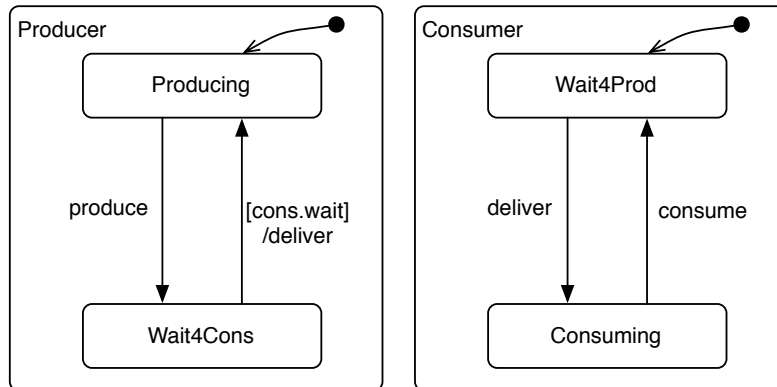 Producer
Producing
produce
[cons.wait]
/deliver
Wait4Cons
Consumer
Wait4Prod
deliver
consume
Consuming